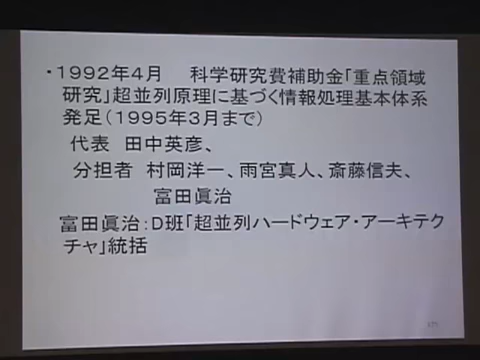 ・1992年4月　科学研究費補助金「重点領域
研究」超並列原理に基づく情報処理基本体系
発足（1995年3月まで）
代表　田中英彦、
分担者　村岡洋一、雨宮真人、斎藤信夫、
富田眞治
富田眞治：D班「超並列ハードウェア・アーキテク
チャ」統括